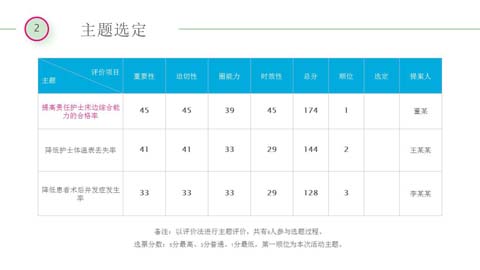 2
主题选定
评价项目
主题
重要性 迫切性 圈能力 时效性 总分 顺位 选定 提案人
提高责任护士床边综合能
力的合格率
45 45 39 45 174 1 董某
降低护士体温表丢失率 41 41 33 29 144 2 王某某
降低患者术后并发症发生
率
33 33 33 29 128 3 李某某
备注：以评价法进行主题评价，共有9人参与选题过程。
选票分数：5分最高、3分普通、1分最低，第一顺位为本次活动主题。